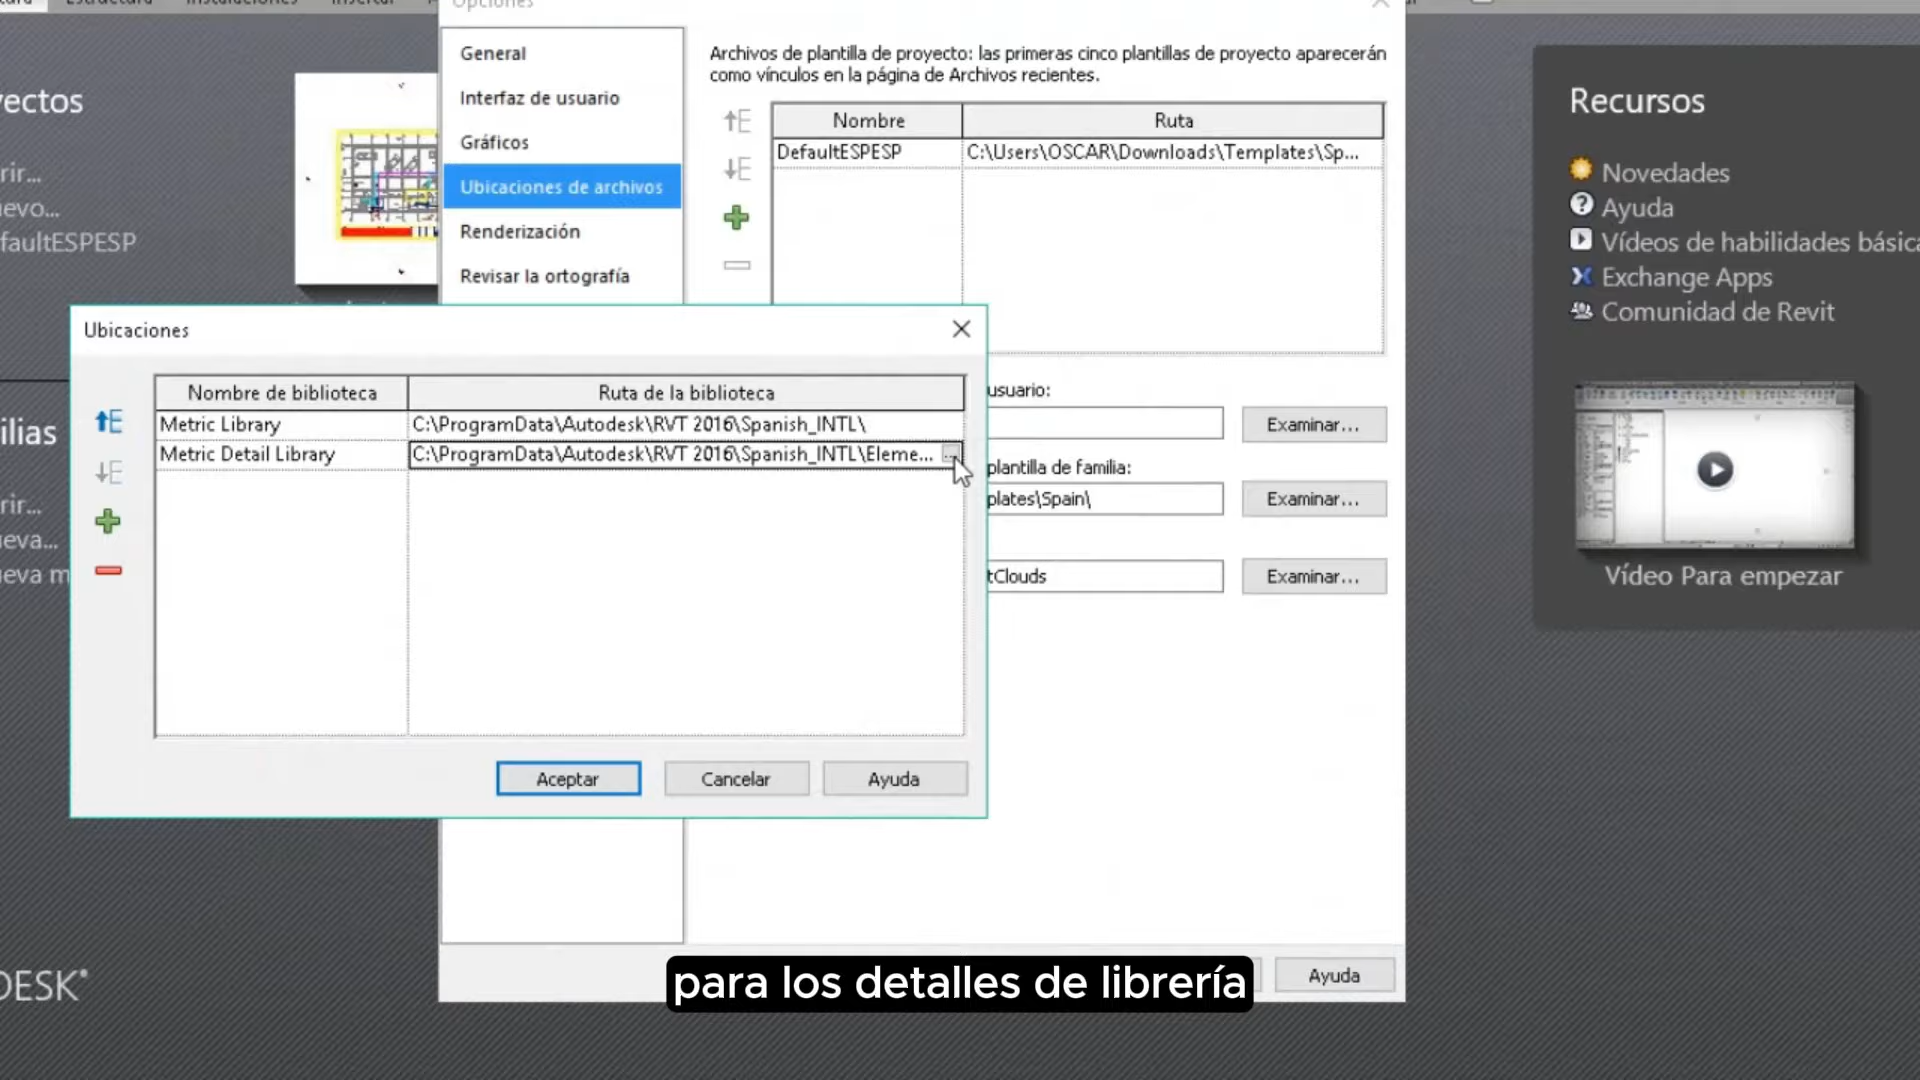 Opciones
General
Interfaz de usuario
Gráficos
Ubicaciones de archivos
Renderización
Revisar la ortografía
Archivos de plantilla de proyecto: las primeras cinco plantillas de proyecto aparecerán
como vínculos en la página de Archivos recientes.
Nombre
Ruta
DefaultESPESP
C:\Users\OSCAR\Downloads\Templates\Sp...
usuario:
Examinar...
plantilla de familia:
plates\Spain\
Examinar...
tClouds
Examinar...
Ubicaciones
Nombre de biblioteca
Ruta de la biblioteca
Metric Library
C:\ProgramData\Autodesk\RVT 2016\Spanish_INTL\
Metric Detail Library
C:\ProgramData\Autodesk\RVT 2016\Spanish_INTL\Eleme...
...
Aceptar
Cancelar
Ayuda
Ayuda
yectos
rir...
evo...
faultESPESP
ilias
rir...
eva...
eva m
DESK®
Recursos
Novedades
Ayuda
Vídeos de habilidades básica
Exchange Apps
Comunidad de Revit
Vídeo Para empezar
para los detalles de librería